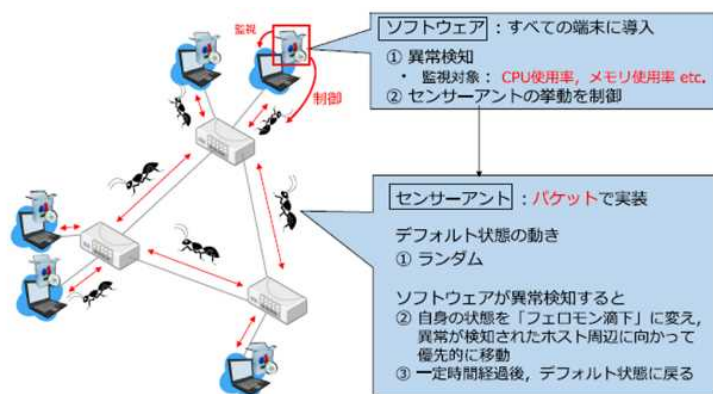 監視
制御
ソフトウェア：すべての端末に導入
① 異常検知
・ 監視対象： CPU使用率，メモリ使用率 etc.
② センサーアントの挙動を制御
センサーアント：パケットで実装
デフォルト状態の動き
① ランダム
ソフトウェアが異常検知すると
② 自身の状態を「フェロモン滴下」に変え，
異常が検知されたホスト周辺に向かって
優先的に移動
③ 一定時間経過後，デフォルト状態に戻る